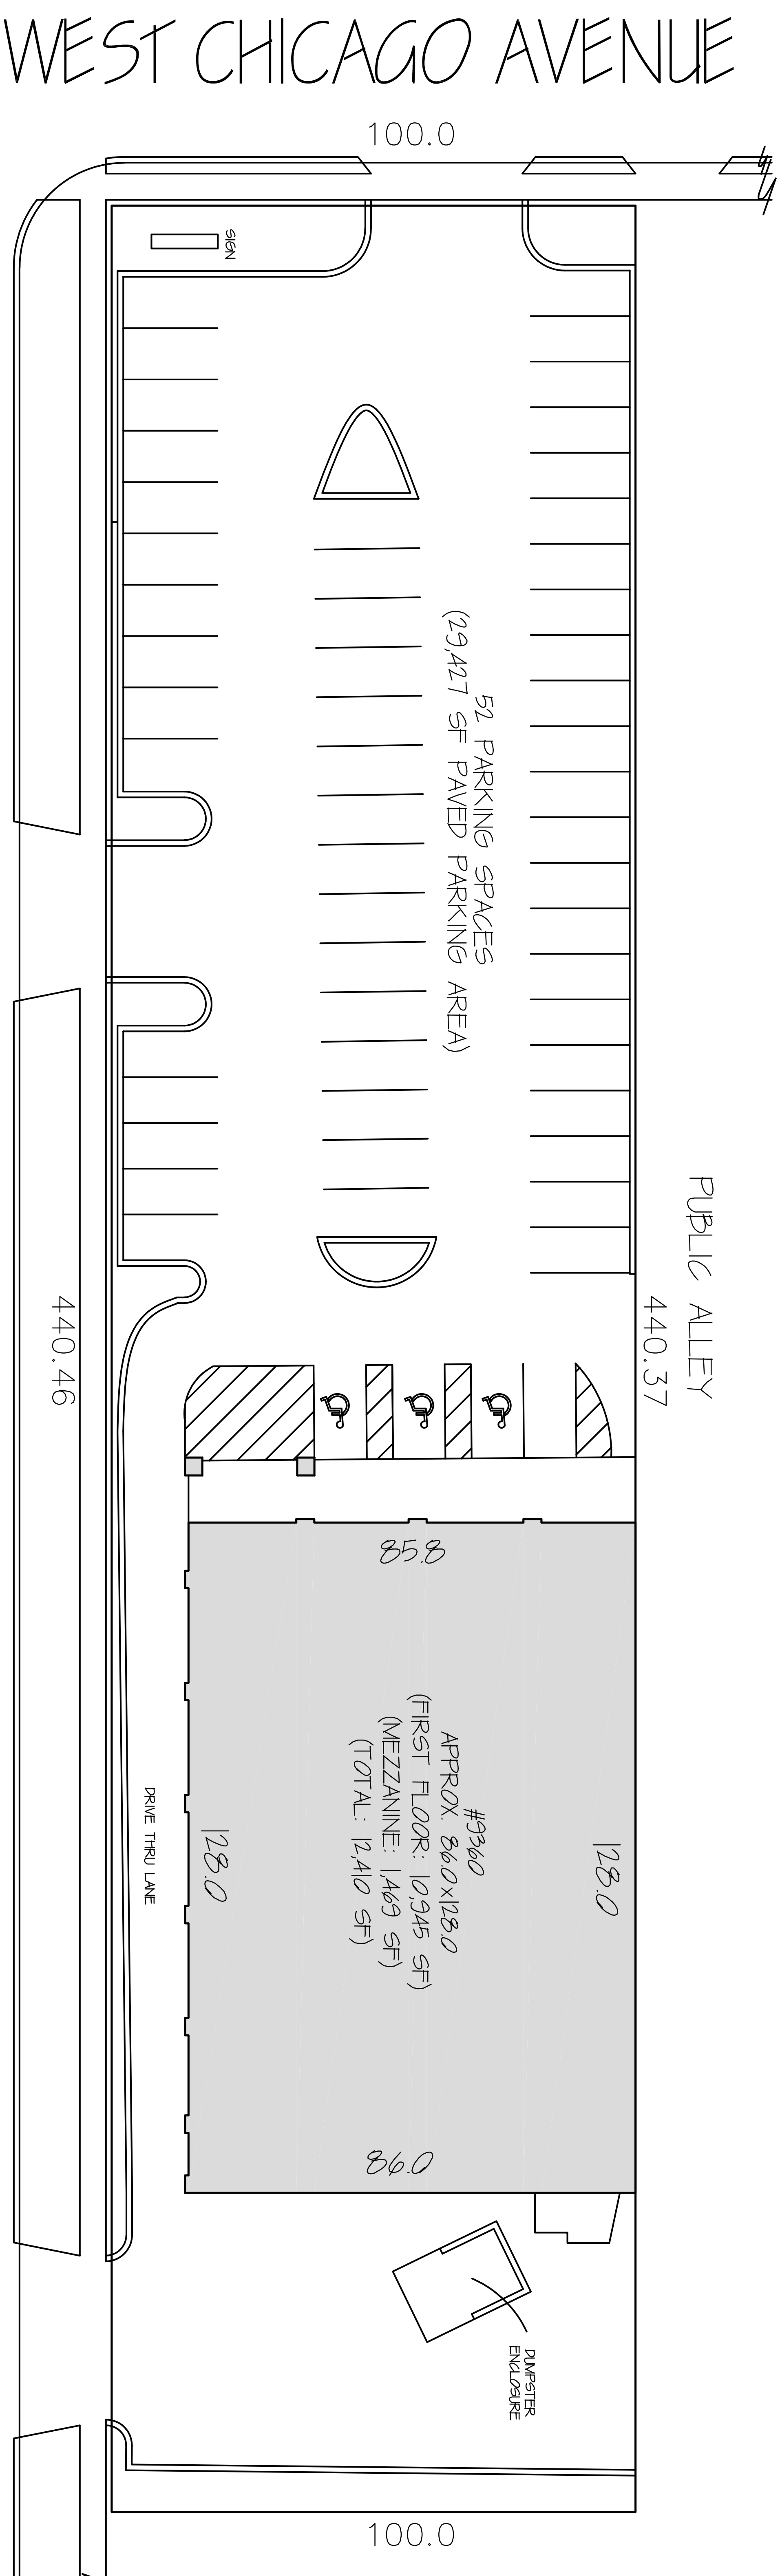 WEST CHICAGO AVENUE
100.0
SIGN
52 PARKING SPACES
(29,427 SF PAVED PARKING AREA)
PUBLIC ALLEY
440.37
440.46
85.8
#9360
APPROX. 86.0x128.0
(FIRST FLOOR: 10,945 SF)
(MEZZANINE: 1,469 SF)
(TOTAL: 12,410 SF)
128.0
128.0
DRIVE THRU LANE
86.0
DUMPSTER
ENCLOSURE
100.0